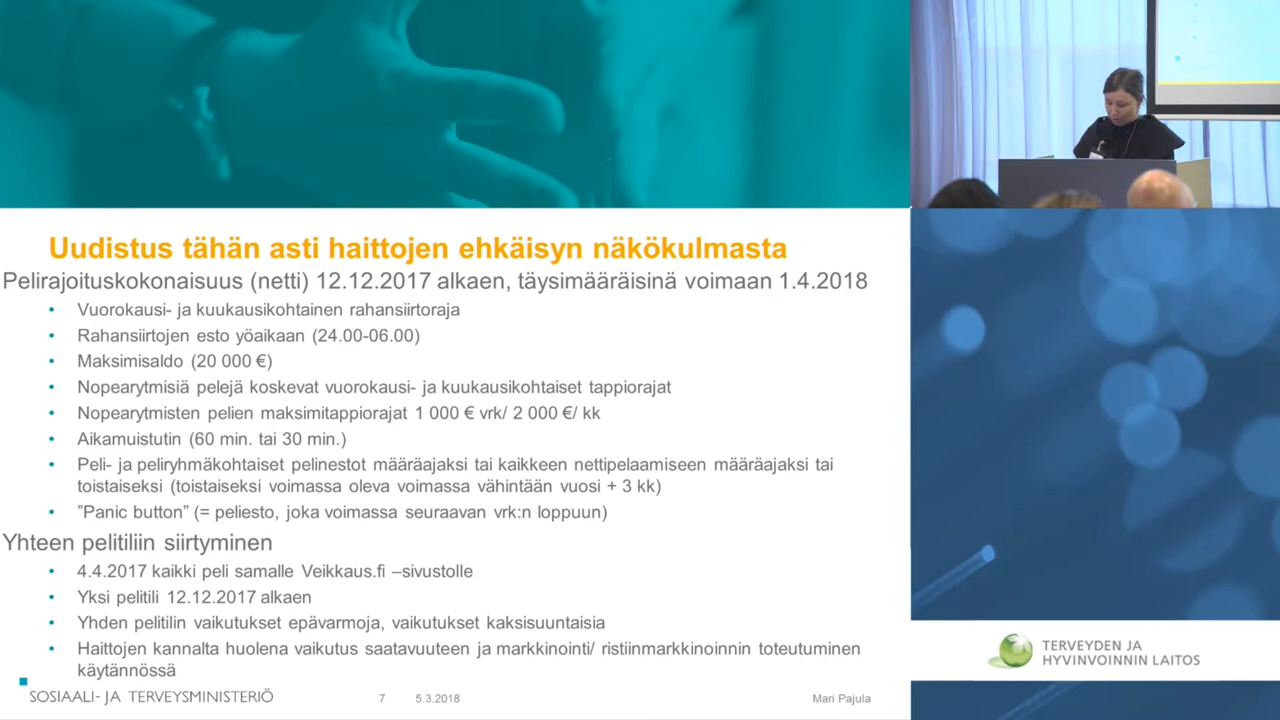 Uudistus tähän asti haittojen ehkäisyn näkökulmasta
Pelirajoituskokonaisuus (netti) 12.12.2017 alkaen, täysimääräisinä voimaan 1.4.2018
• Vuorokausi- ja kuukausikohtainen rahansiirtoraja
• Rahansiirtojen esto yöaikaan (24.00-06.00)
• Maksimisaldo (20 000 €)
• Nopearytmisiä pelejä koskevat vuorokausi- ja kuukausikohtaiset tappiorajat
• Nopearytmisten pelien maksimitappiorajat 1 000 € vrk/ 2 000 €/ kk
• Aikamuistutin (60 min. tai 30 min.)
• Peli- ja peliryhmäkohtaiset pelinestot määräajaksi tai kaikkeen nettipelaamiseen määräajaksi tai
toistaiseksi (toistaiseksi voimassa oleva voimassa vähintään vuosi + 3 kk)
• ”Panic button” (= peliesto, joka voimassa seuraavan vrk:n loppuun)
Yhteen pelitiliin siirtyminen
• 4.4.2017 kaikki peli samalle Veikkaus.fi –sivustolle
• Yksi pelitili 12.12.2017 alkaen
• Yhden pelitilin vaikutukset epävarmoja, vaikutukset kaksisuuntaisia
• Haittojen kannalta huolena vaikutus saatavuuteen ja markkinointi/ ristiinmarkkinoinnin toteutuminen
käytännössä
SOSIAALI- JA TERVEYSMINISTERIÖ 7 5.3.2018 Mari Pajula
TERVEYDEN JA
HYVINVOINNIN LAITOS